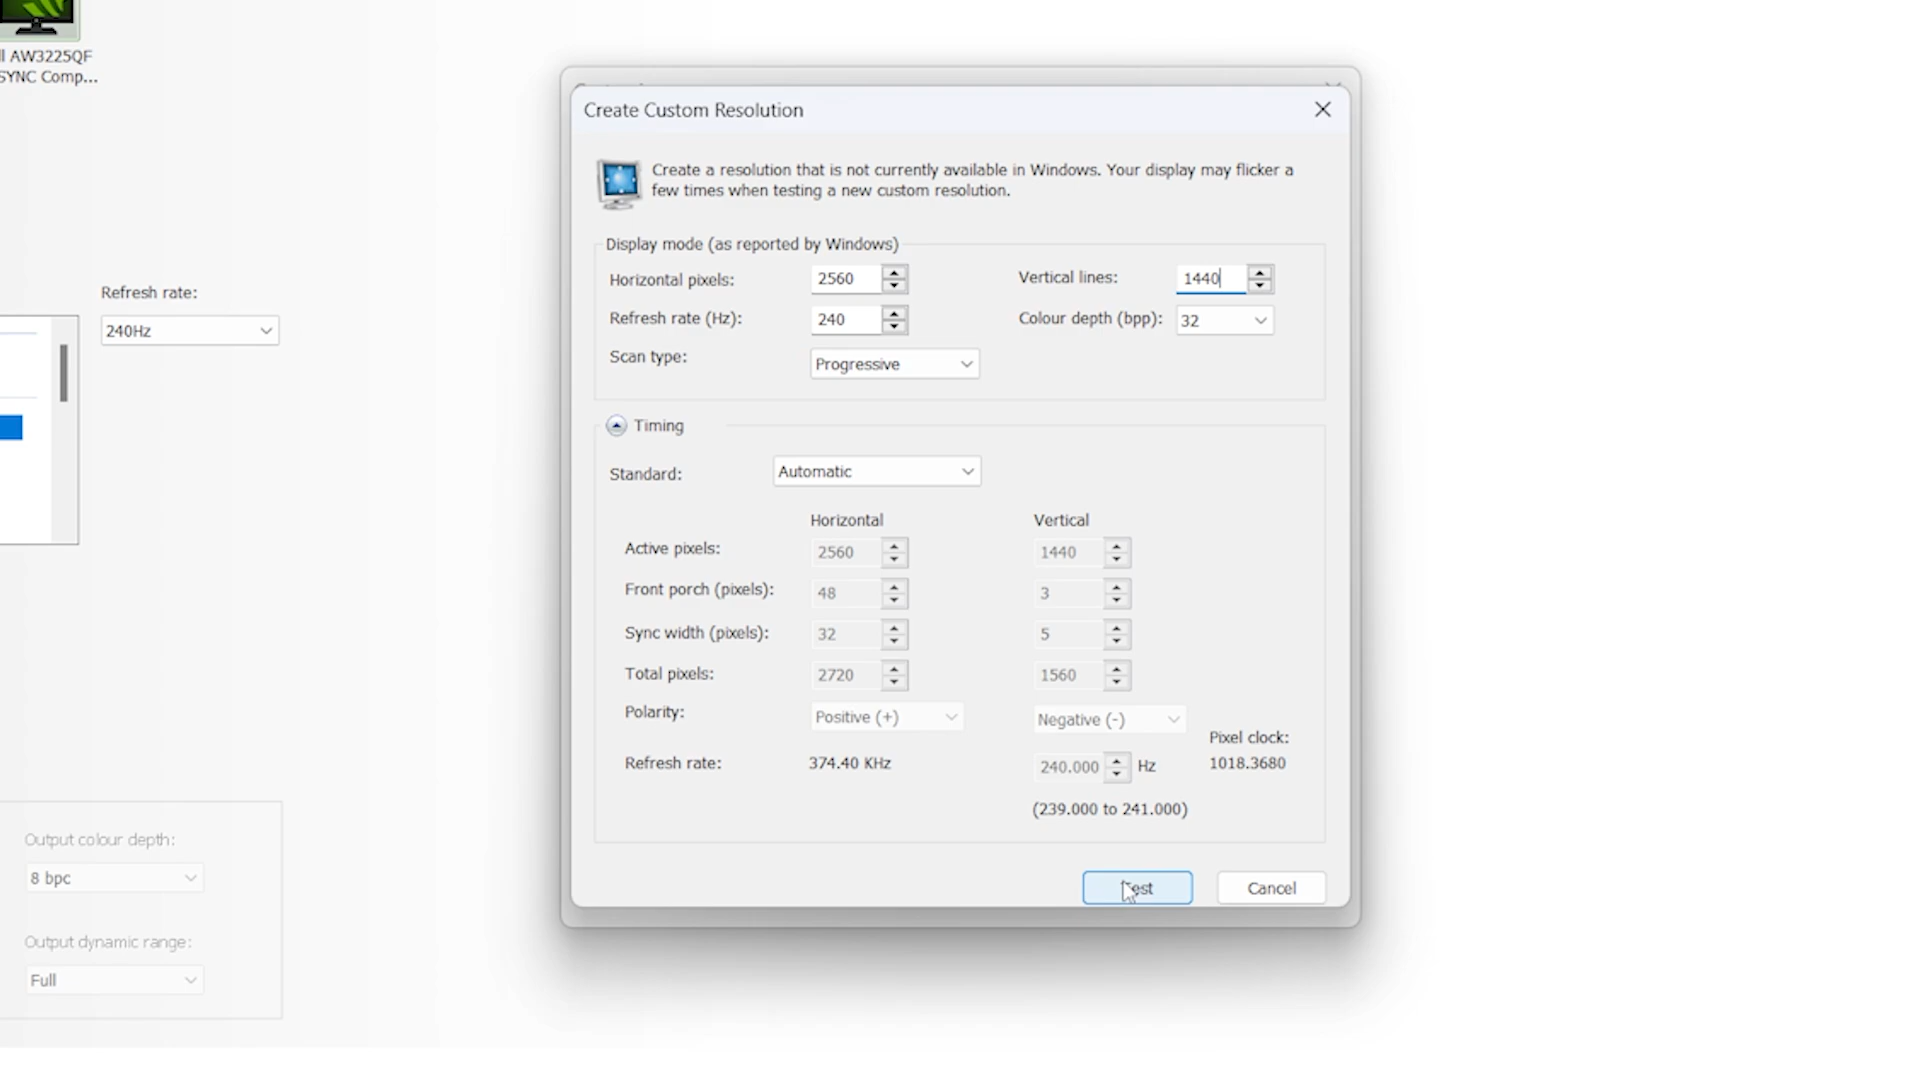 ll AW3225QF
SYNC Comp...
Create Custom Resolution
Create a resolution that is not currently available in Windows. Your display may flicker a
few times when testing a new custom resolution.
Display mode (as reported by Windows)
Horizontal pixels: 2560 Vertical lines: 1440
Refresh rate (Hz): 240 Colour depth (bpp): 32
Scan type: Progressive
Refresh rate:
240Hz
Timing
Standard: Automatic
Horizontal Vertical
Active pixels: 2560 1440
Front porch (pixels): 48 3
Sync width (pixels): 32 5
Total pixels: 2720 1560
Polarity: Positive (+) Negative (-)
Refresh rate: 374.40 KHz 240.000 Hz
Pixel clock:
1018.3680
(239.000 to 241.000)
Cancel
Output colour depth:
8 bpc
Output dynamic range:
Full